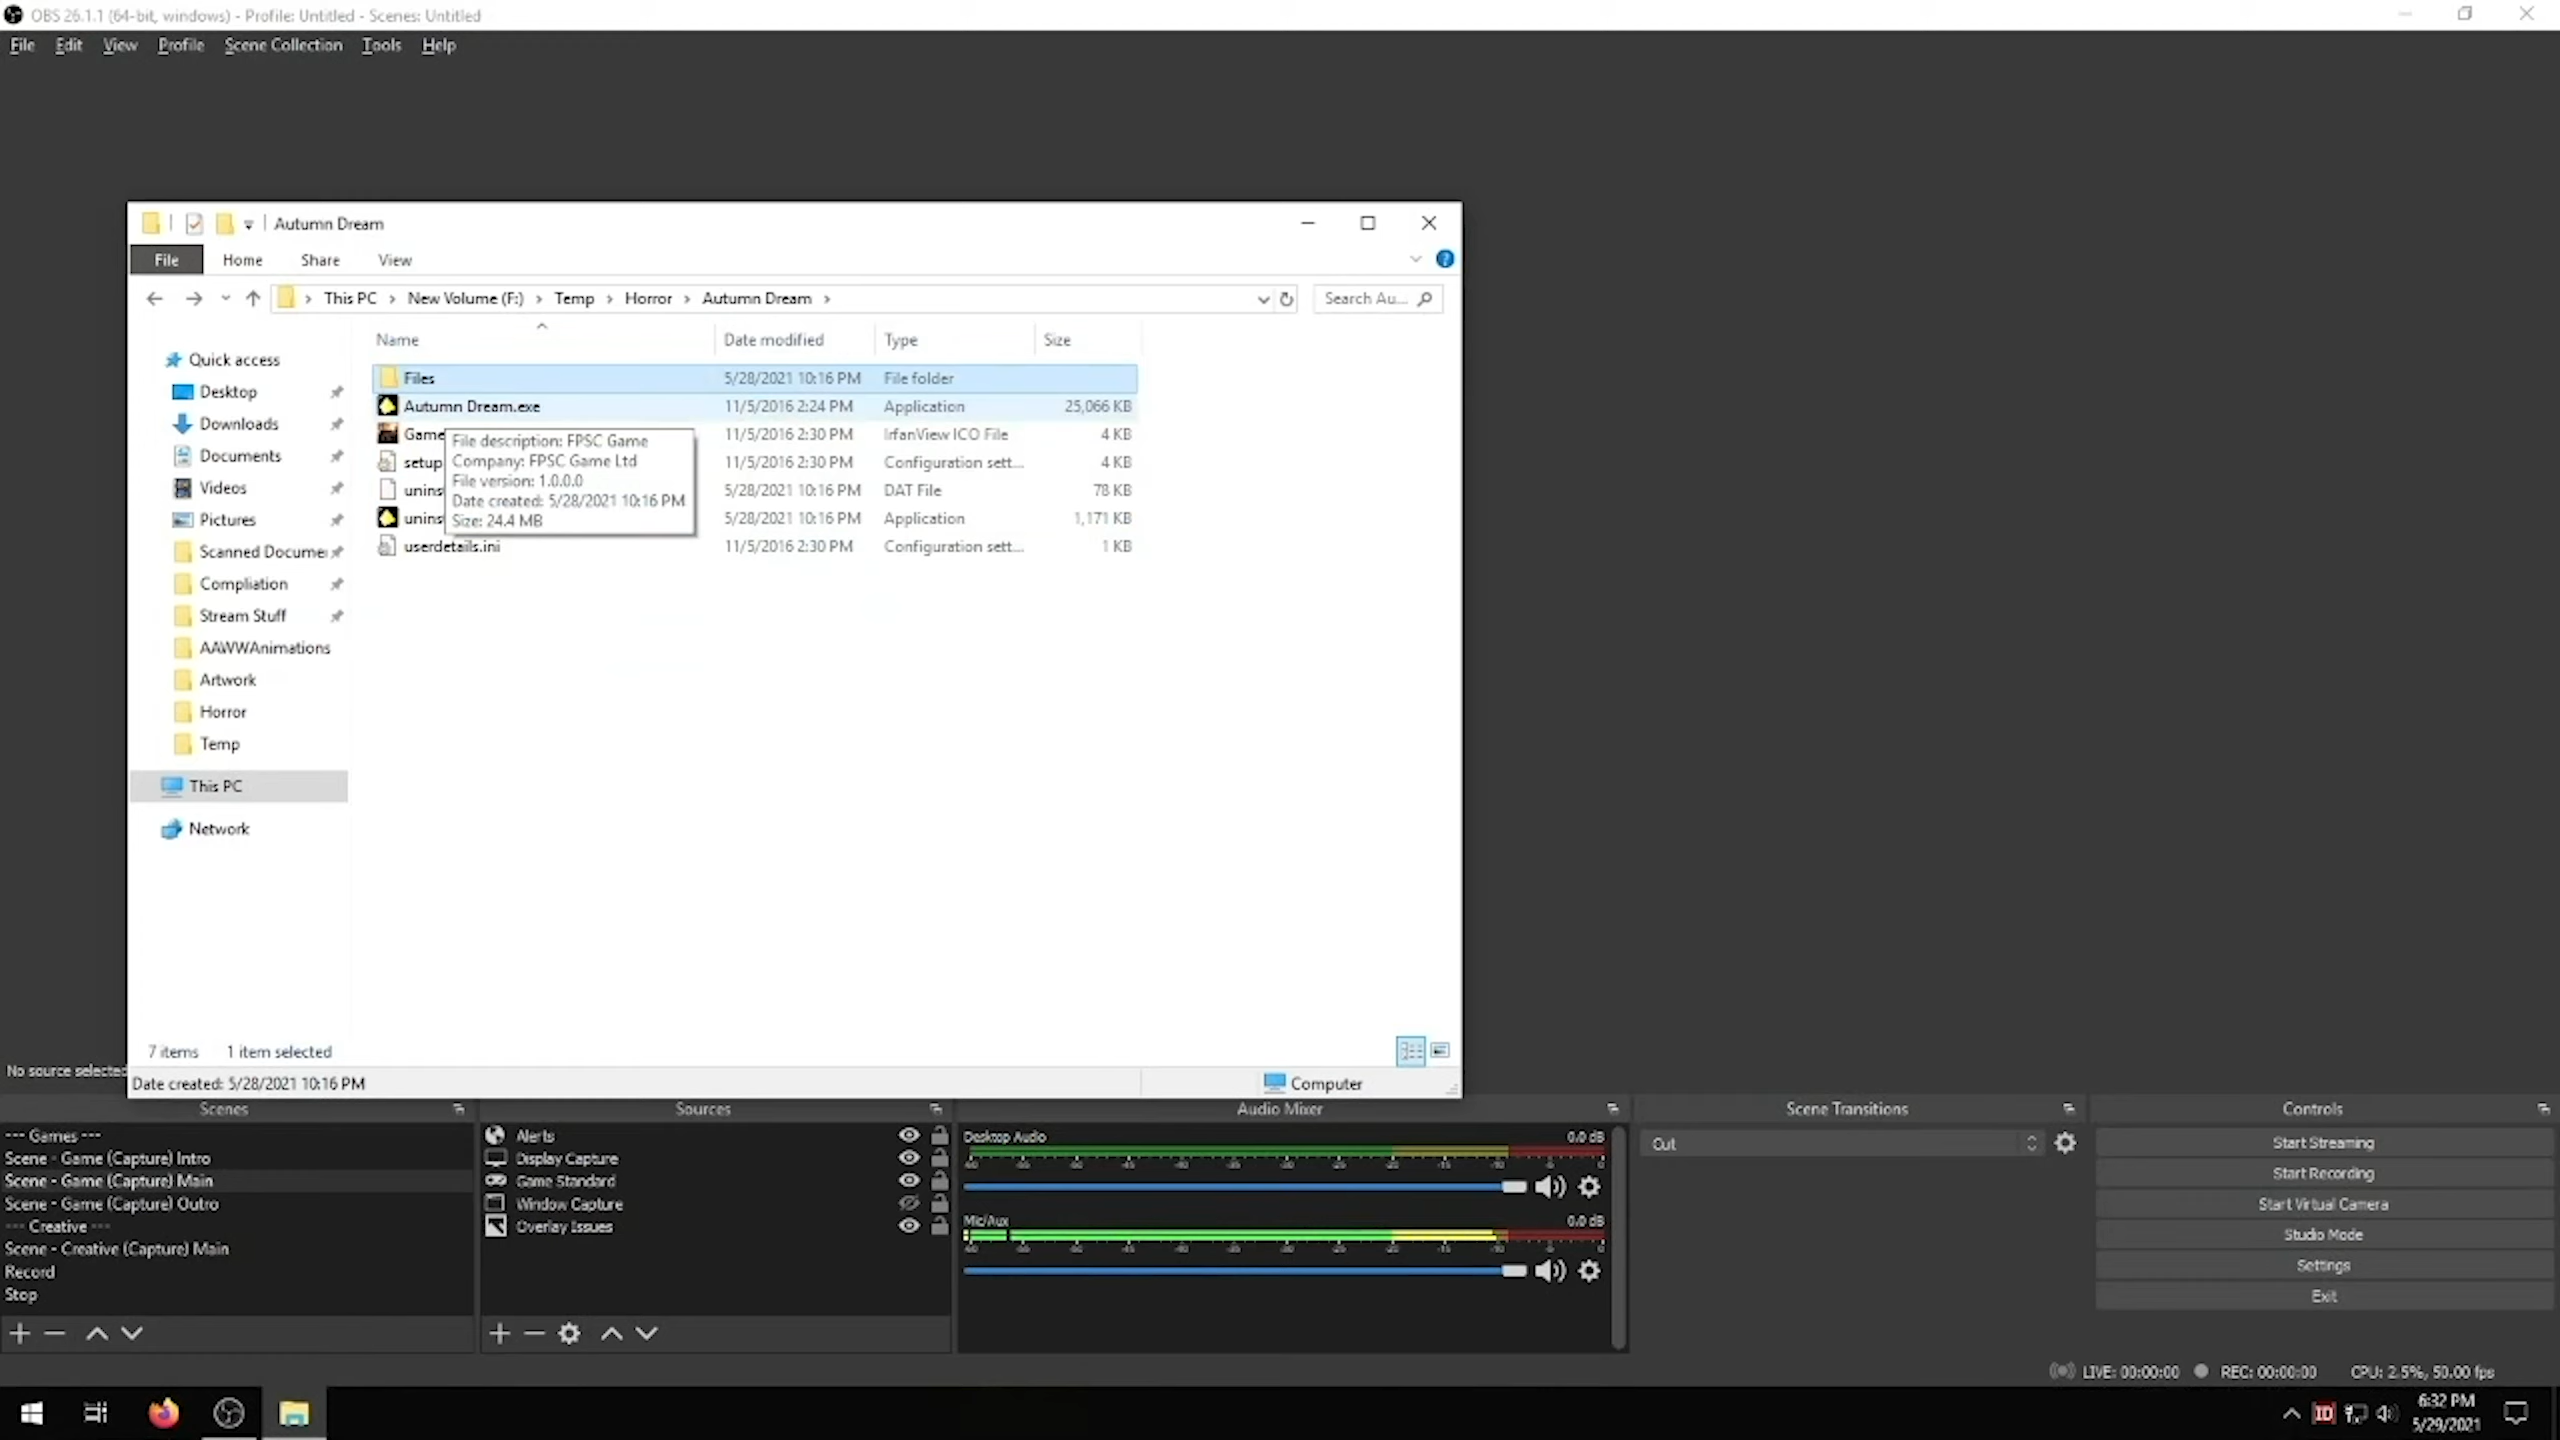 OBS 26.1.1 (64-bit, windows) - Profile: Untitled - Scenes: Untitled
File Edit View Profile Scene Collection Tools Help
Autumn Dream
File Home Share View
This PC > New Volume (F:) > Temp > Horror > Autumn Dream >
Search Au...
Name Date modified Type Size
Files 5/28/2021 10:16 PM File folder
Autumn Dream.exe 11/5/2016 2:24 PM Application 25,066 KB
Game 11/5/2016 2:30 PM IrfanView ICO File 4 KB
setup 11/5/2016 2:30 PM Configuration sett... 4 KB
unins 5/28/2021 10:16 PM DAT File 78 KB
unins 5/28/2021 10:16 PM Application 1,171 KB
userdetails.ini 11/5/2016 2:30 PM Configuration sett... 1 KB
File description: FPSC Game
Company: FPSC Game Ltd
File version: 1.0.0.0
Date created: 5/28/2021 10:16 PM
Size: 24.4 MB
Quick access
Desktop
Downloads
Documents
Videos
Pictures
Scanned Docume
Compliation
Stream Stuff
AAWWAnimations
Artwork
Horror
Temp
This PC
Network
7 items 1 item selected
No source selected
Date created: 5/28/2021 10:16 PM
Computer
Scenes
--- Games ---
Scene - Game (Capture) Intro
Scene - Game (Capture) Main
Scene - Game (Capture) Outro
--- Creative ---
Scene - Creative (Capture) Main
Record
Stop
Sources
Alerts
Display Capture
Game Standard
Window Capture
Overlay Issues
Audio Mixer
Desktop Audio 0.0 dB
Mic/Aux 0.0 dB
Scene Transitions
Cut
Controls
Start Streaming
Start Recording
Start Virtual Camera
Studio Mode
Settings
Exit
LIVE: 00:00:00 REC: 00:00:00 CPU: 2.5%, 50.00 fps
ID
6:32 PM
5/29/2021